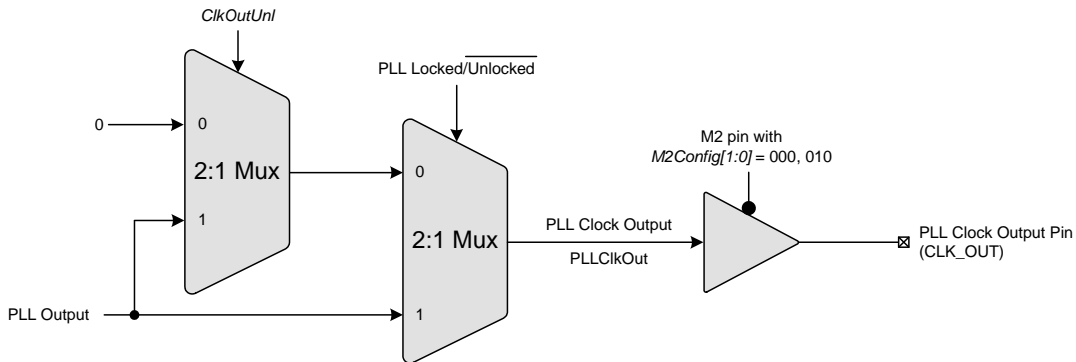 ClkOutUnl
PLL Locked/Unlocked
0
0
2:1 Mux
1
M2 pin with
M2Config[1:0] = 000, 010
0
2:1 Mux
1
PLL Clock Output
PLLClkOut
PLL Clock Output Pin
(CLK_OUT)
PLL Output